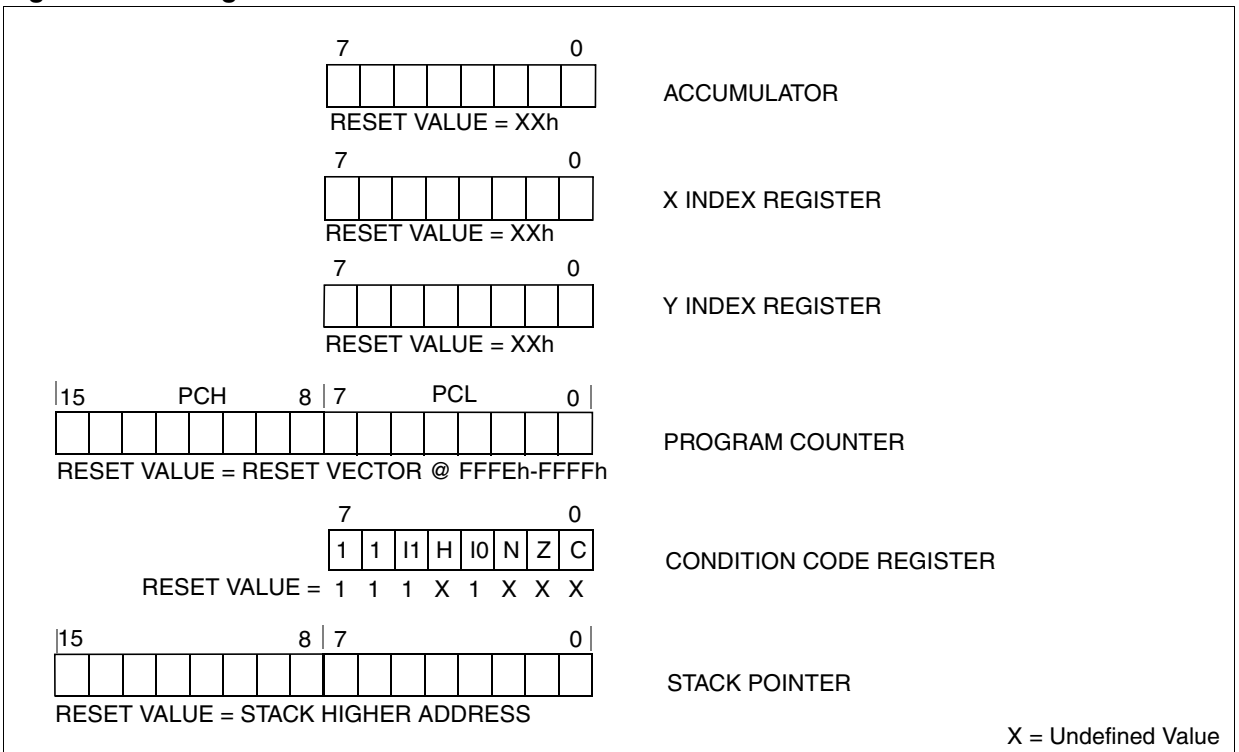 7 0
ACCUMULATOR
RESET VALUE = XXh
7 0
X INDEX REGISTER
RESET VALUE = XXh
7 0
Y INDEX REGISTER
RESET VALUE = XXh
15 PCH 8 7 PCL 0
PROGRAM COUNTER
RESET VALUE = RESET VECTOR @ FFFEh-FFFFh
7 0
1 1 I1 H I0 N Z C
CONDITION CODE REGISTER
RESET VALUE = 1 1 1 X 1 X X X
15 8 7 0
STACK POINTER
RESET VALUE = STACK HIGHER ADDRESS
X = Undefined Value